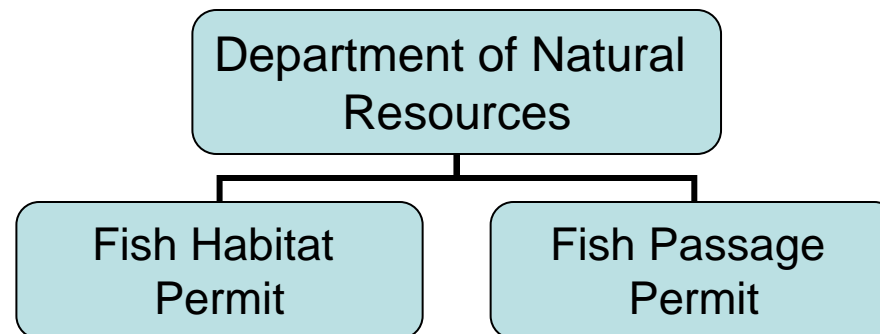 Department of Natural
Resources
Fish Habitat
Permit
Fish Passage
Permit